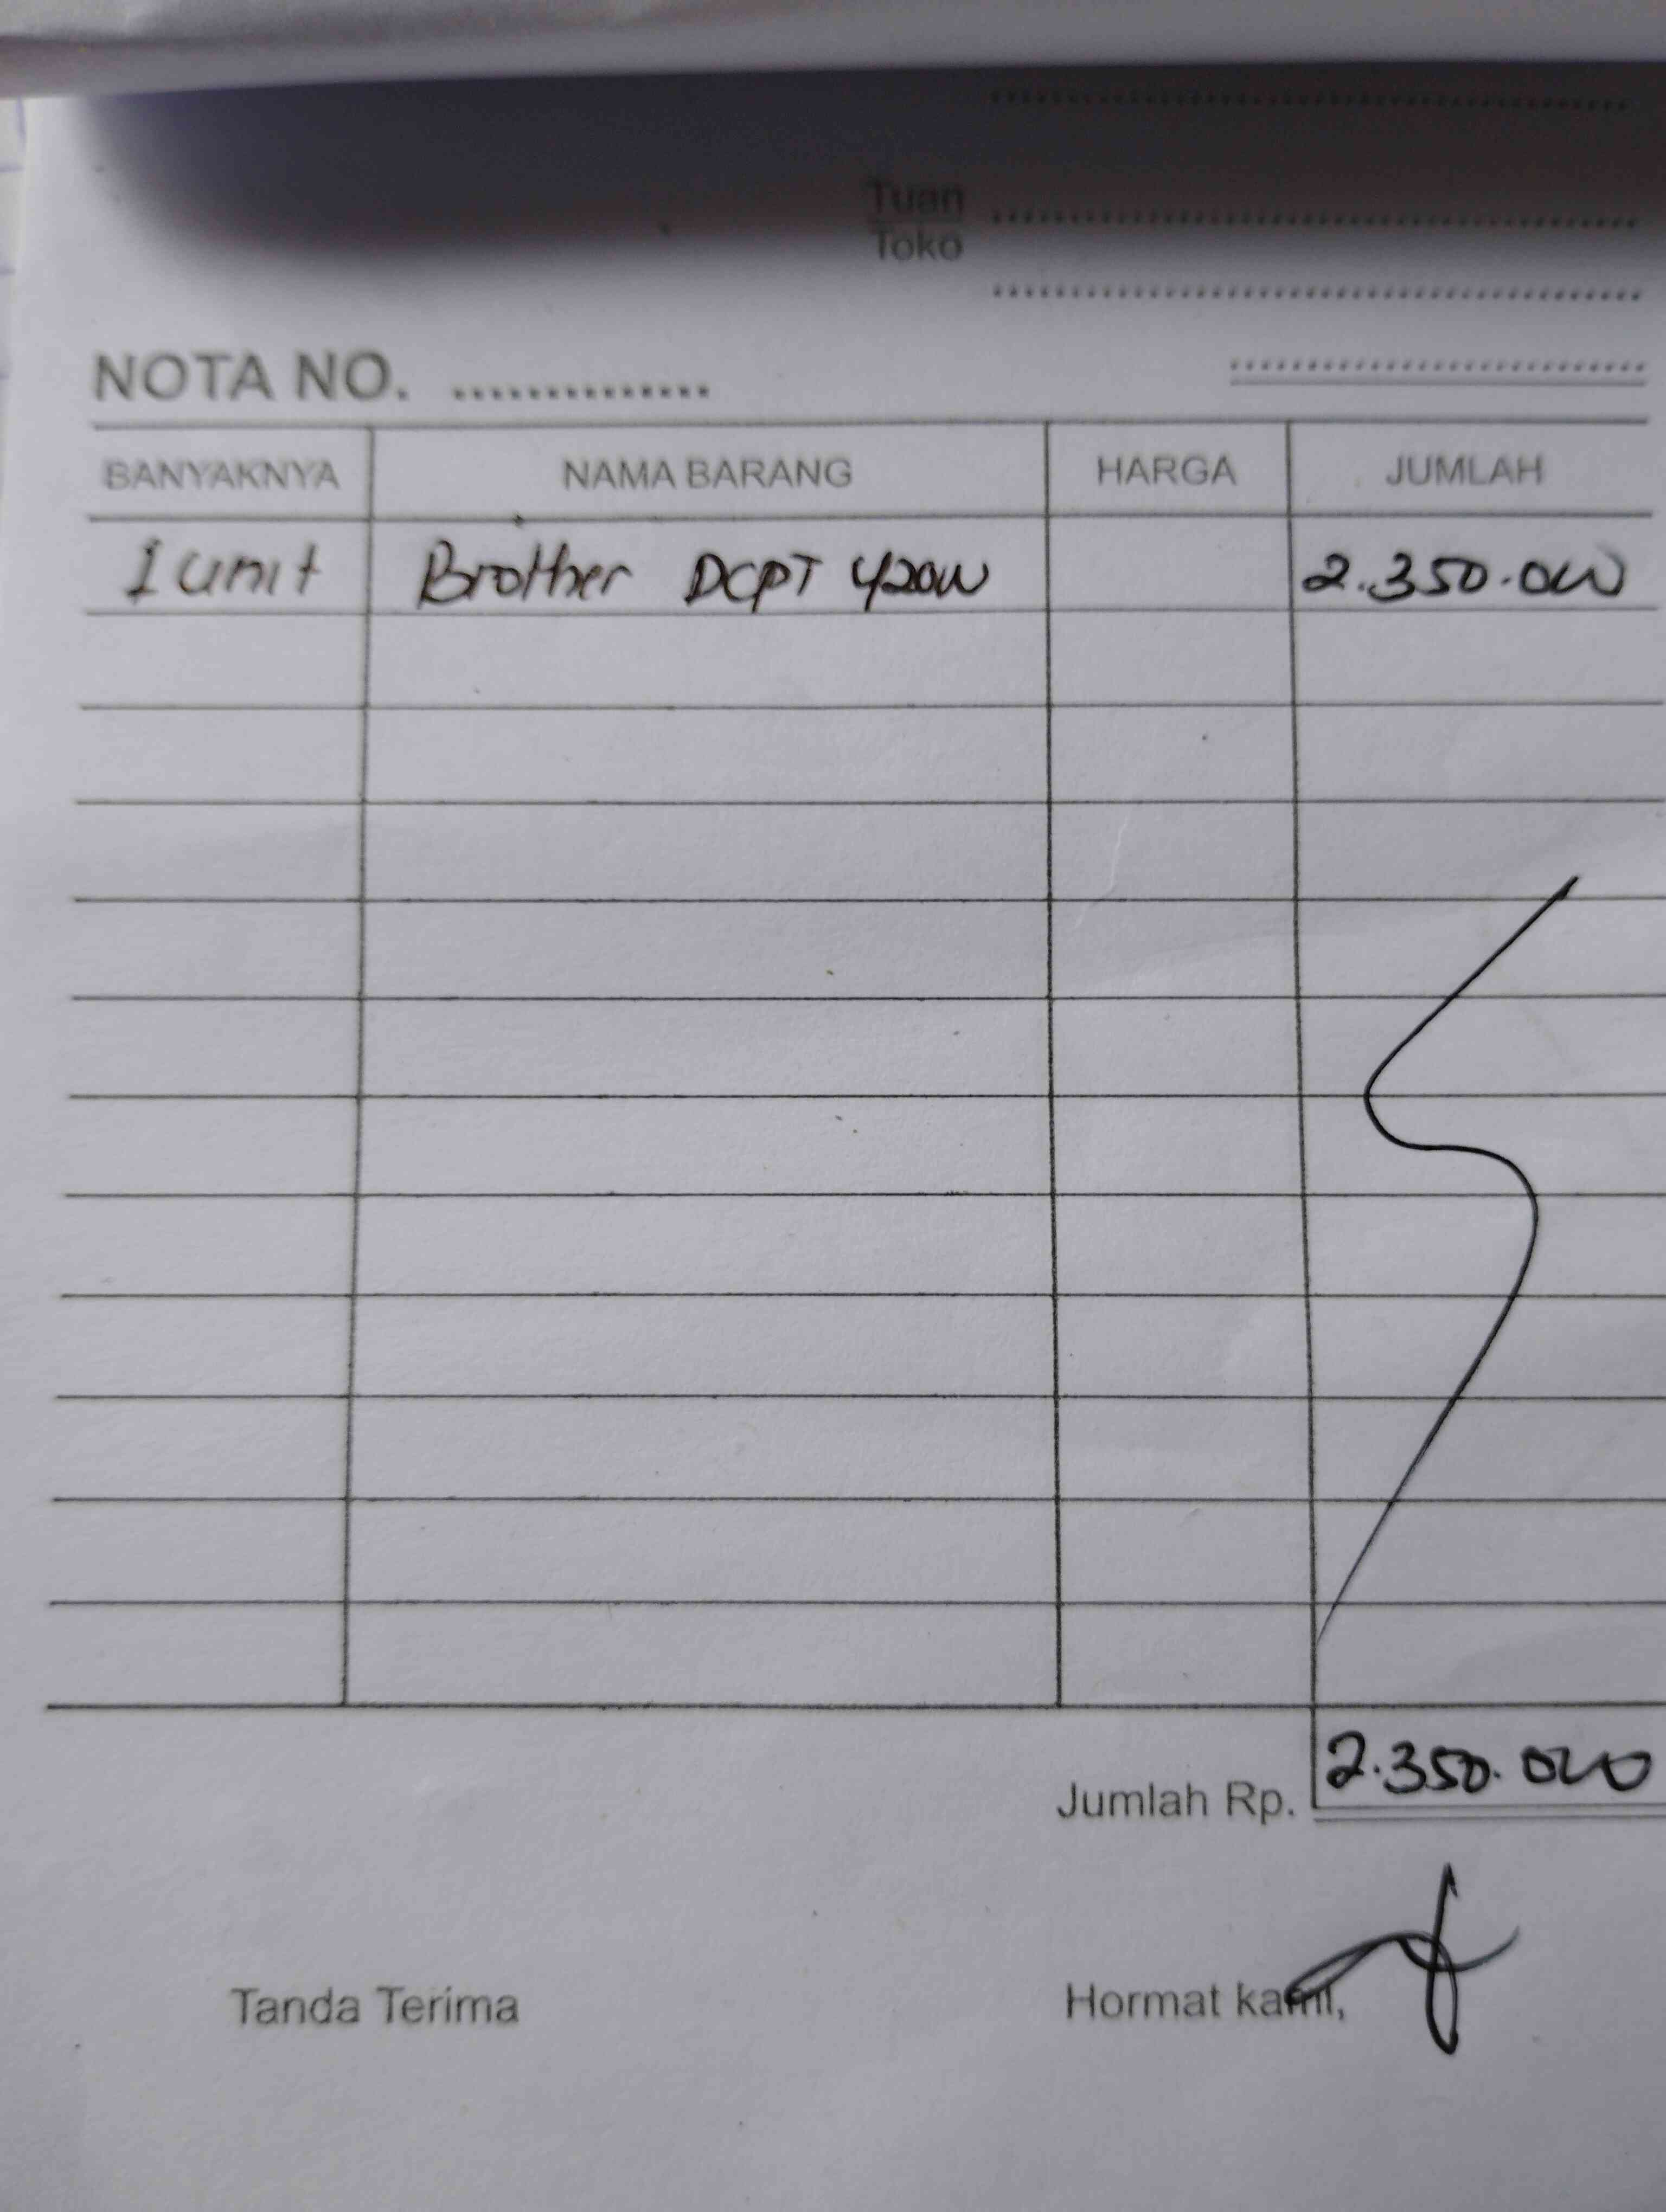 Tuan
Toko
NOTA NO. ..............
BANYAKNYA NAMA BARANG HARGA JUMLAH
1 unit Brother DCPT 420W 2.350.000
Jumlah Rp. 2.350.000
Tanda Terima Hormat kami,